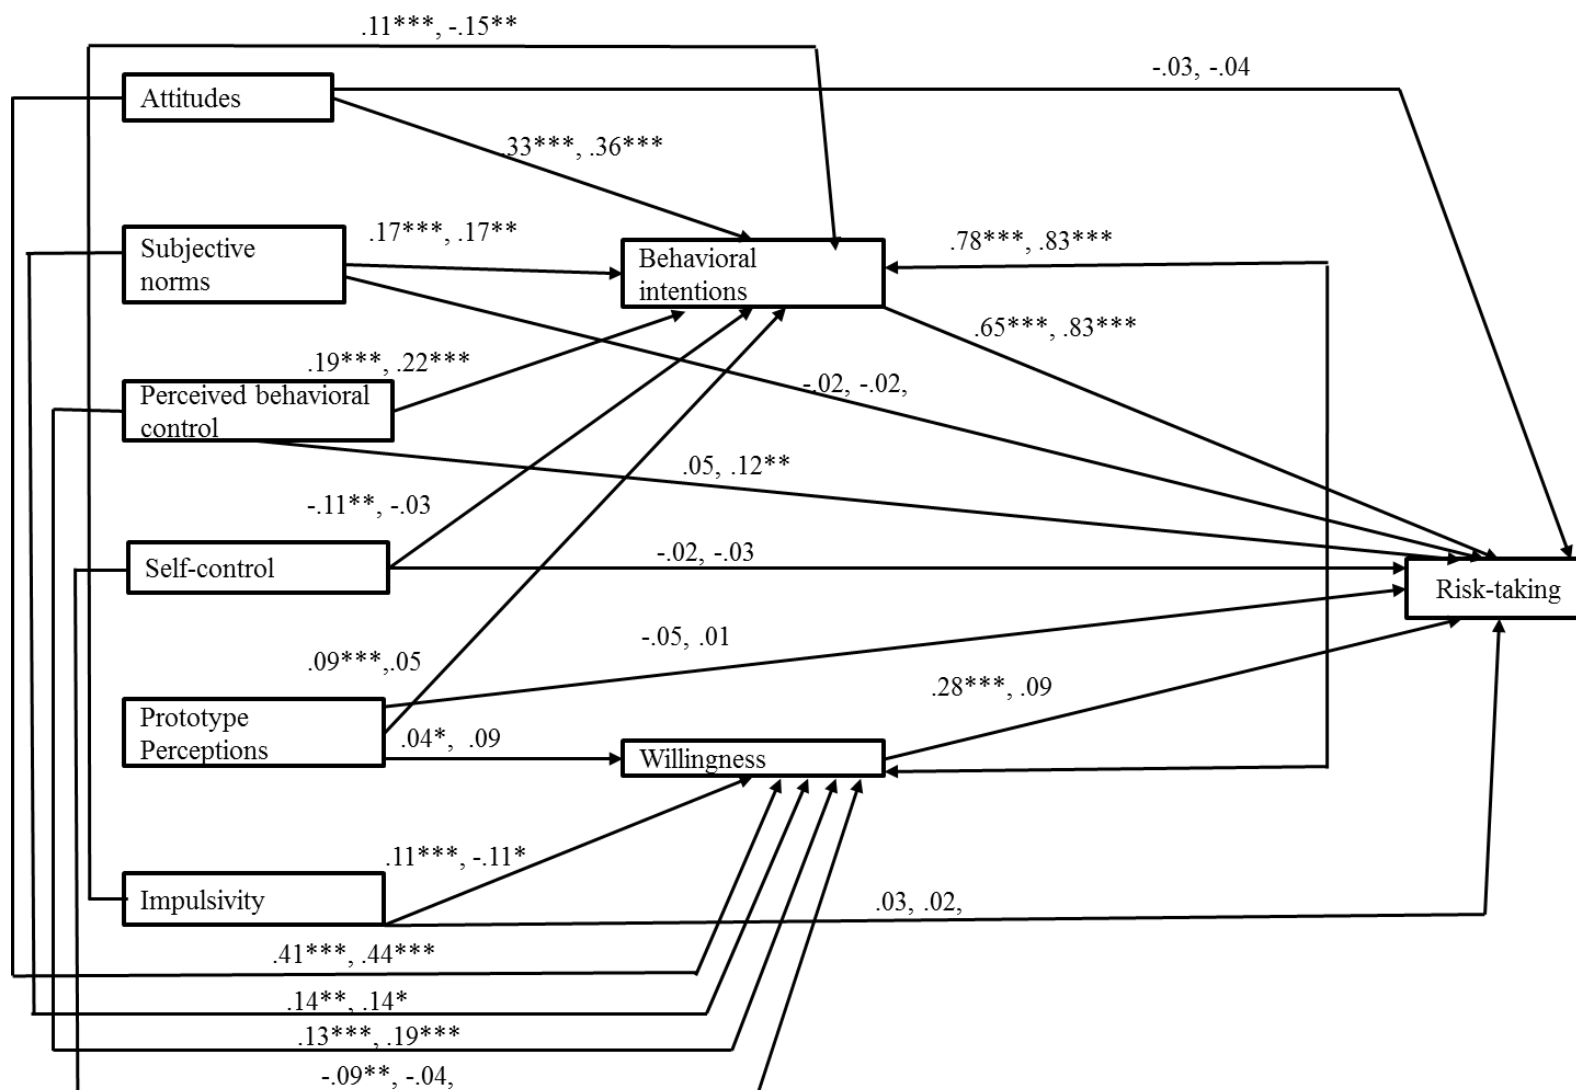 .11***, -.15**
-.03, -.04
Attitudes
.33***, .36***
.17***, .17**
Subjective
norms
Behavioral
intentions
.78***, .83***
.65***, .83***
.19***, .22***
-.02, -.02,
Perceived behavioral
control
.05, .12**
-.11**, -.03
-.02, -.03
Self-control
Risk-taking
-.05, .01
.09***,.05
.28***, .09
Prototype
Perceptions
.04*, .09
Willingness
.11***, -.11*
Impulsivity
.03, .02,
.41***, .44***
.14**, .14*
.13***, .19***
-.09**, -.04,